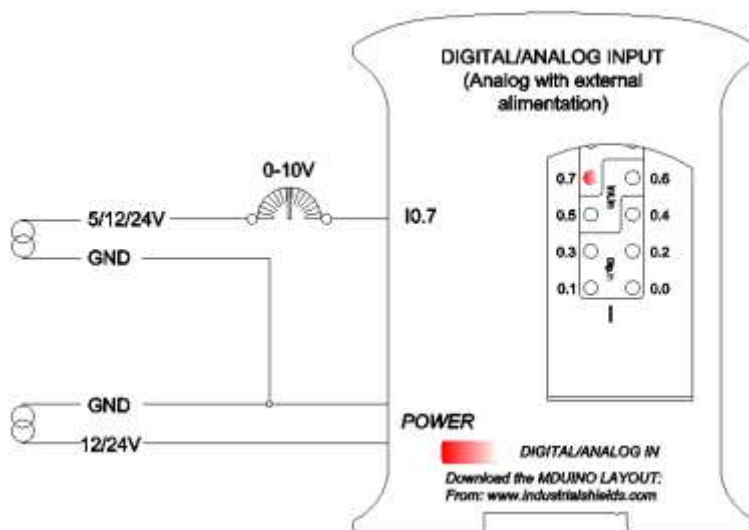 DIGITAL/ANALOG INPUT
(Analog with external
alimentation)
0-10V
5/12/24V
I0.7
GND
0.7
0.6
0.5
0.4
0.3
0.2
0.1
0.0
I
GND
12/24V
POWER
DIGITAL/ANALOG IN
Download the MDUINO LAYOUT:
From: www.industrialshields.com